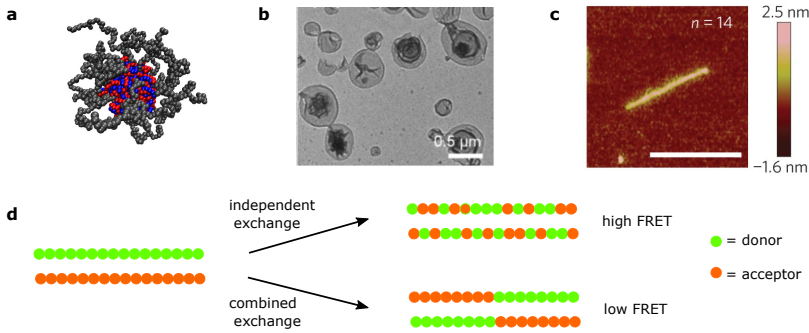 a
b
0.5 µm
c
n = 14
2.5 nm
−1.6 nm
d
independent
exchange
combined
exchange
high FRET
low FRET
= donor
= acceptor